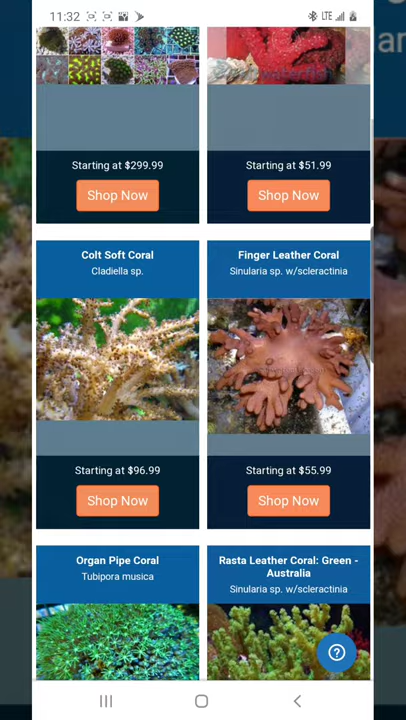 11:32
LTE
Starting at $299.99
Shop Now
Starting at $51.99
Shop Now
Colt Soft Coral
Cladiella sp.
Starting at $96.99
Shop Now
Finger Leather Coral
Sinularia sp. w/scleractinia
Starting at $55.99
Shop Now
Organ Pipe Coral
Tubipora musica
Rasta Leather Coral: Green -
Australia
Sinularia sp. w/scleractinia